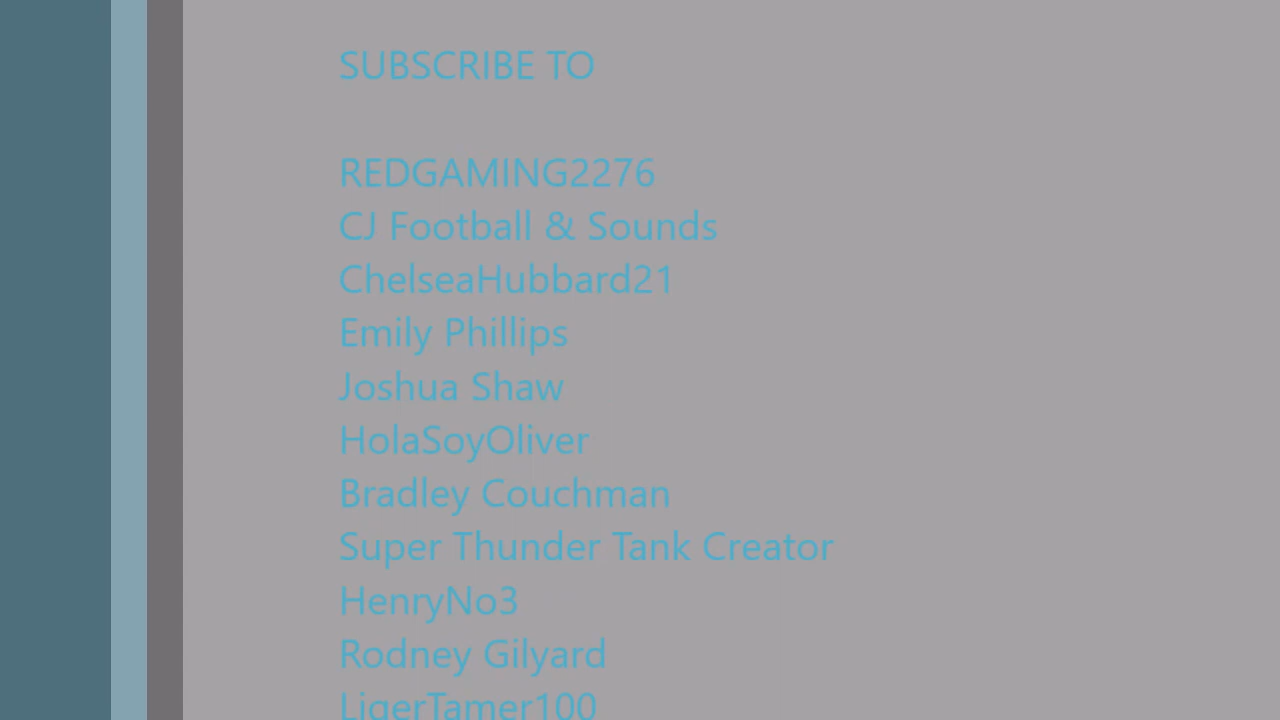 SUBSCRIBE TO
REDGAMING2276
CJ Football & Sounds
ChelseaHubbard21
Emily Phillips
Joshua Shaw
HolaSoyOliver
Bradley Couchman
Super Thunder Tank Creator
HenryNo3
Rodney Gilyard
LigerTamer100